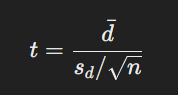 t = d̄ / (s_d/√n)